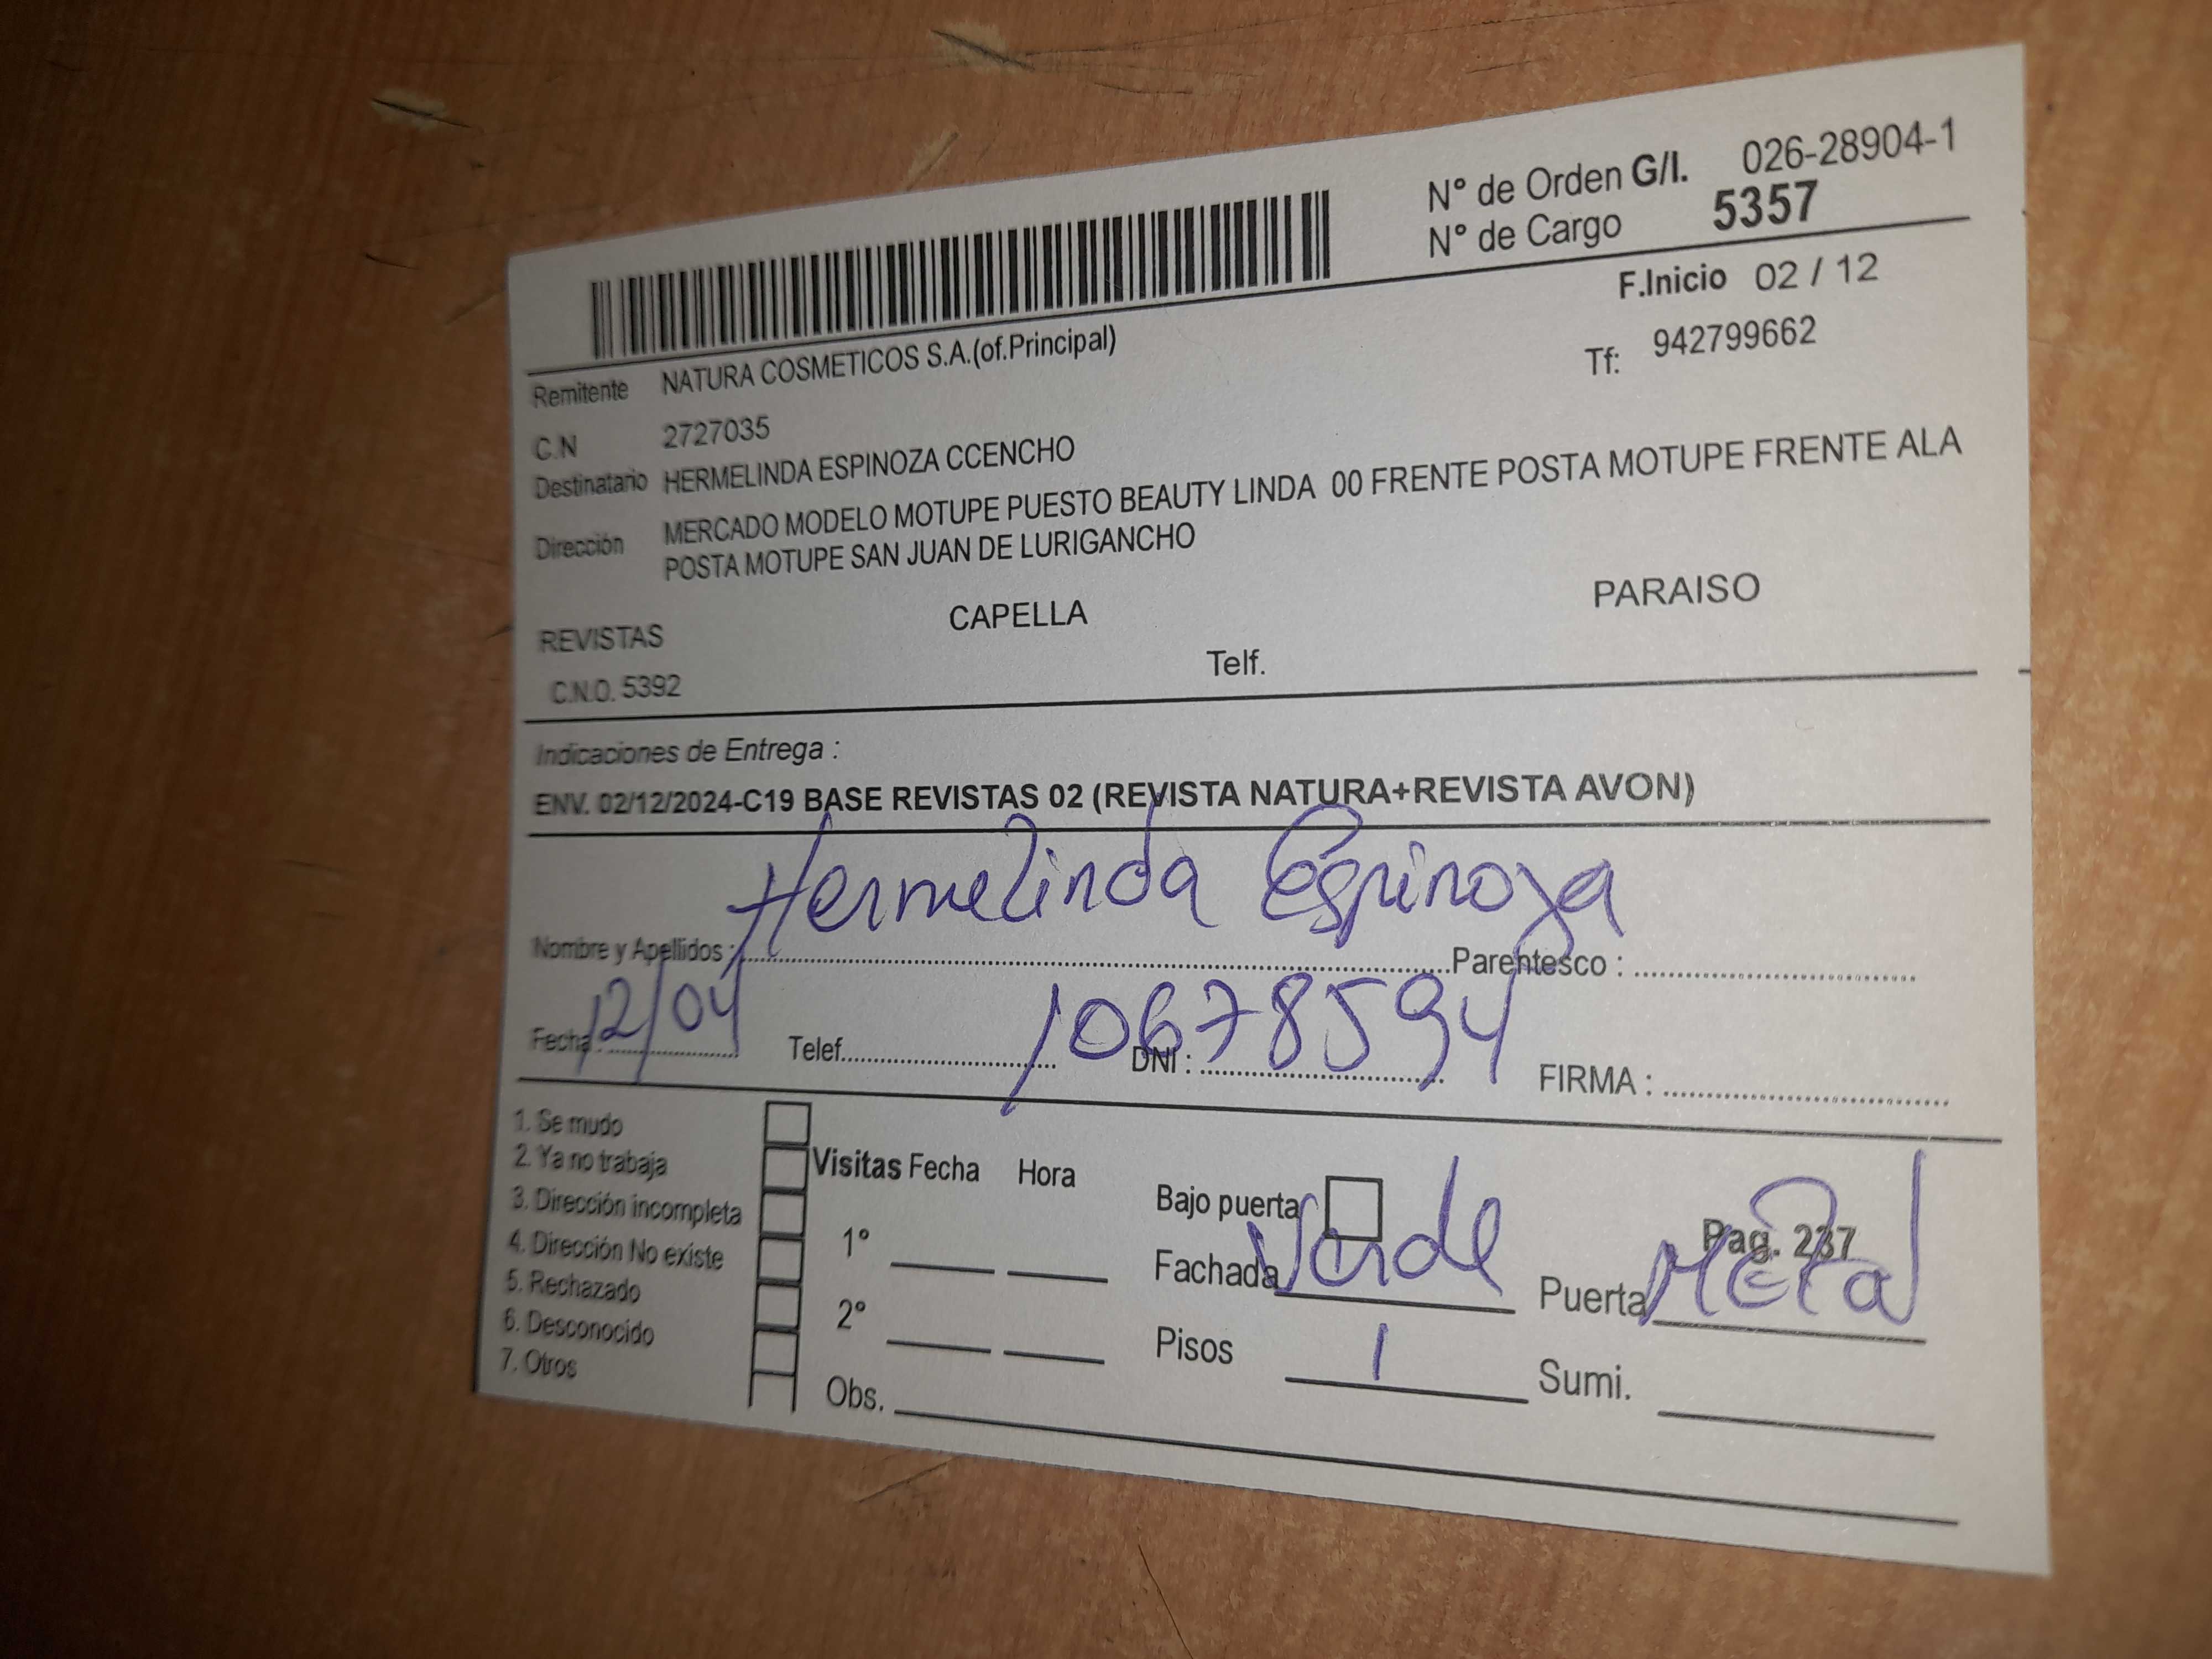 N° de Orden G/I. 026-28904-1
N° de Cargo 5357
F.Inicio 02 / 12
Remitente NATURA COSMETICOS S.A.(of.Principal)
Tf: 942799662
C.N 2727035
Destinatario HERMELINDA ESPINOZA CCENCHO
Dirección MERCADO MODELO MOTUPE PUESTO BEAUTY LINDA 00 FRENTE POSTA MOTUPE FRENTE ALA
POSTA MOTUPE SAN JUAN DE LURIGANCHO
REVISTAS CAPELLA PARAISO
C.N.O. 5392 Telf.
Indicaciones de Entrega :
ENV. 02/12/2024-C19 BASE REVISTAS 02 (REVISTA NATURA+REVISTA AVON)
Nombre y Apellidos : Hermelinda Espinoza Parentesco :
Fecha : 12/04 Telef. DNI : 10678594 FIRMA :
1. Se mudo
2. Ya no trabaja
3. Dirección incompleta
4. Dirección No existe
5. Rechazado
6. Desconocido
7. Otros
Visitas Fecha Hora
1°
2°
Obs.
Bajo puerta
Pag. 237
Fachada Verde Puerta Metal
Pisos 1 Sumi.